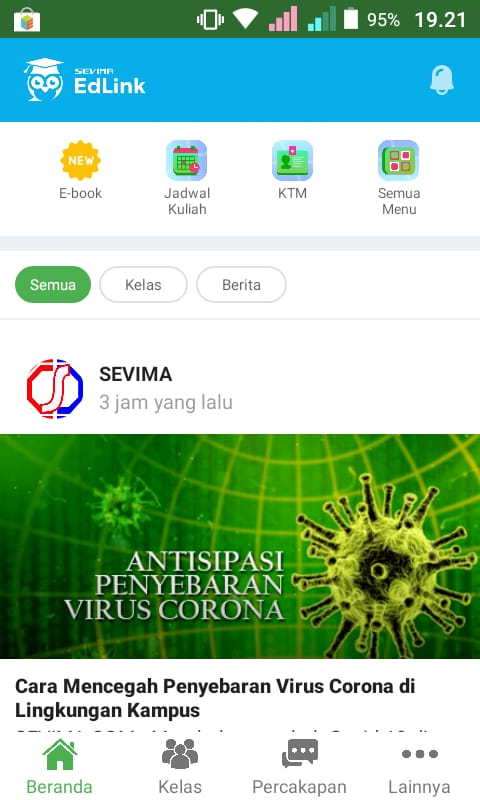 95% 19.21
SEVIMA
EdLink
NEW
E-book
Jadwal
Kuliah
KTM
Semua
Menu
Semua Kelas Berita
SEVIMA
3 jam yang lalu
ANTISIPASI
PENYEBARAN
VIRUS CORONA
Cara Mencegah Penyebaran Virus Corona di
Lingkungan Kampus
Beranda Kelas Percakapan Lainnya